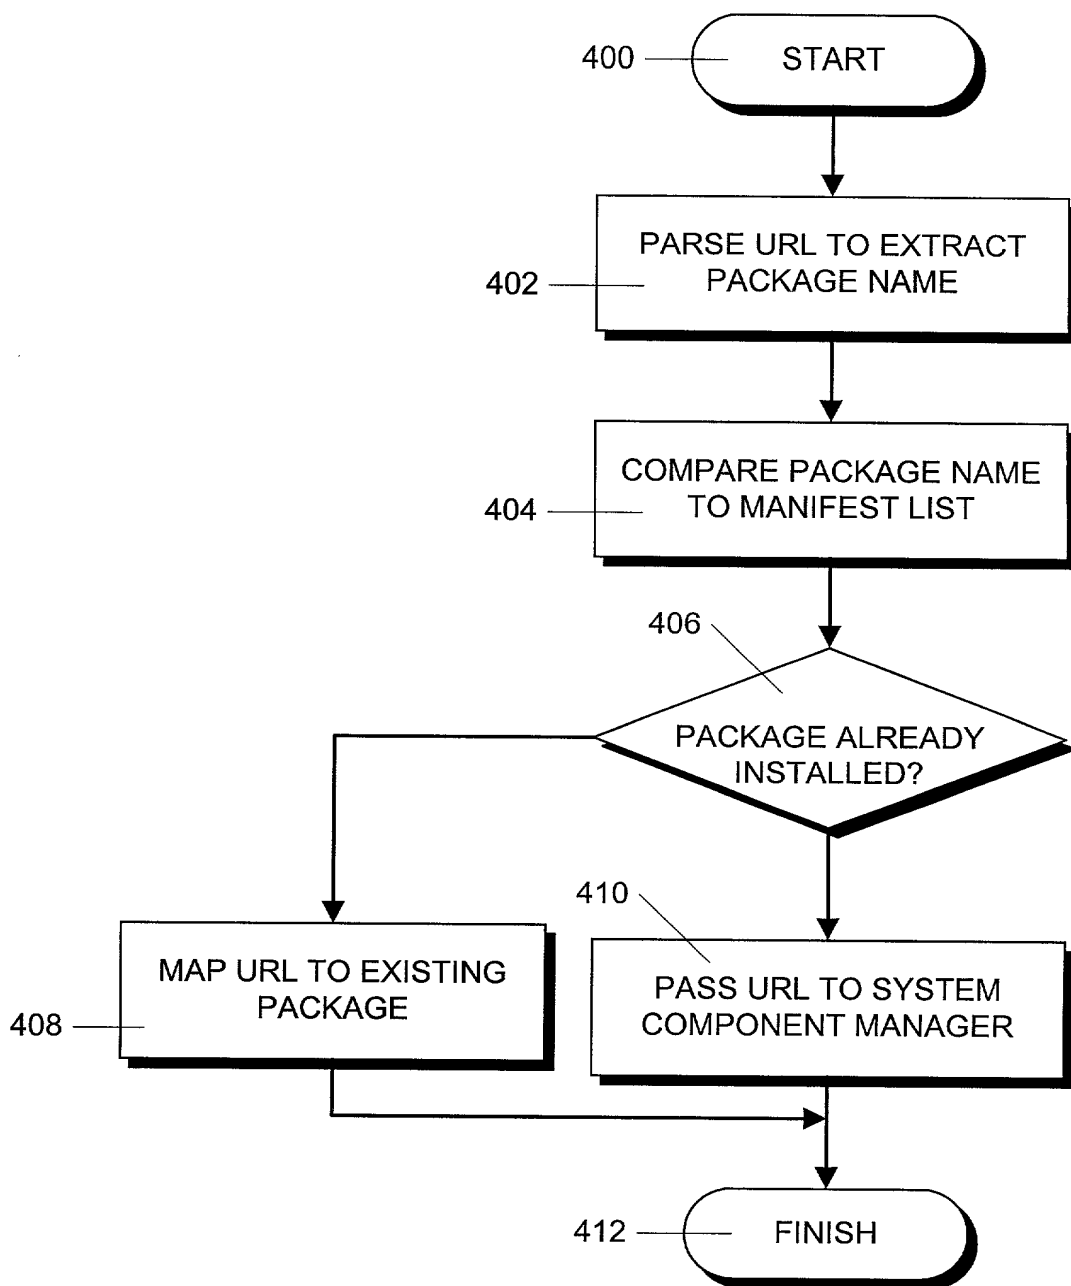 400
START
PARSE URL TO EXTRACT
PACKAGE NAME
402
COMPARE PACKAGE NAME
TO MANIFEST LIST
404
406
PACKAGE ALREADY
INSTALLED?
MAP URL TO EXISTING
PACKAGE
408
410
PASS URL TO SYSTEM
COMPONENT MANAGER
412
FINISH